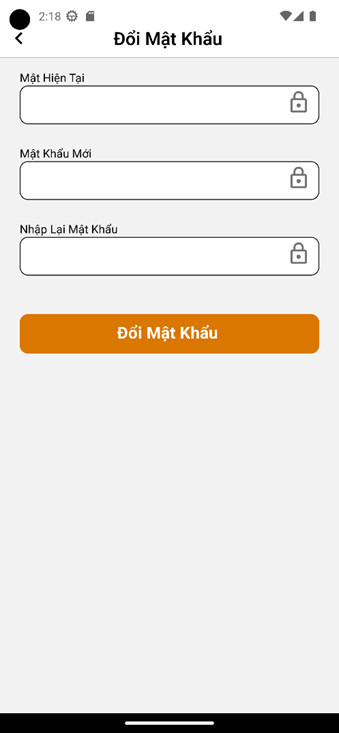 2:18
Đổi Mật Khẩu
Mật Hiện Tại
Mật Khẩu Mới
Nhập Lại Mật Khẩu
Đổi Mật Khẩu